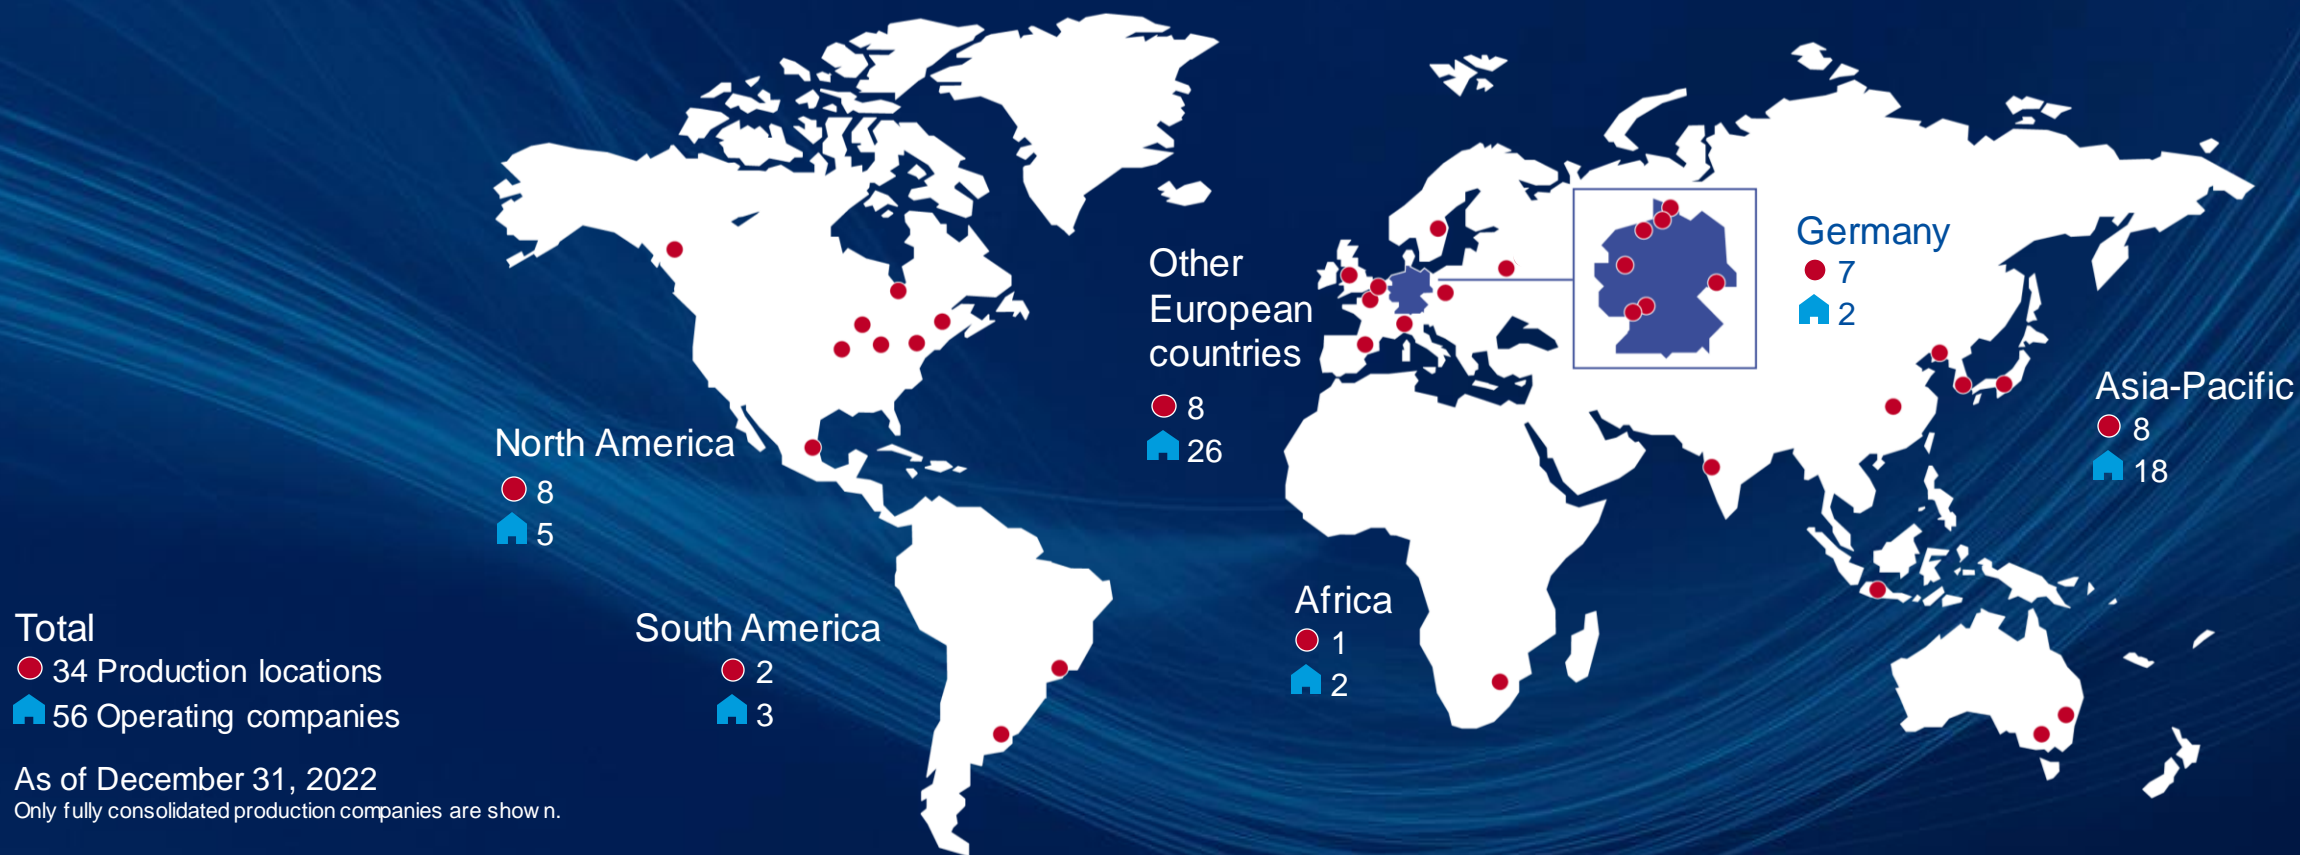 Germany
7
2
Other
European
countries
8
26
Asia-Pacific
8
18
North America
8
5
Africa
1
2
South America
2
3
Total
34 Production locations
56 Operating companies
As of December 31, 2022
Only fully consolidated production companies are shown.